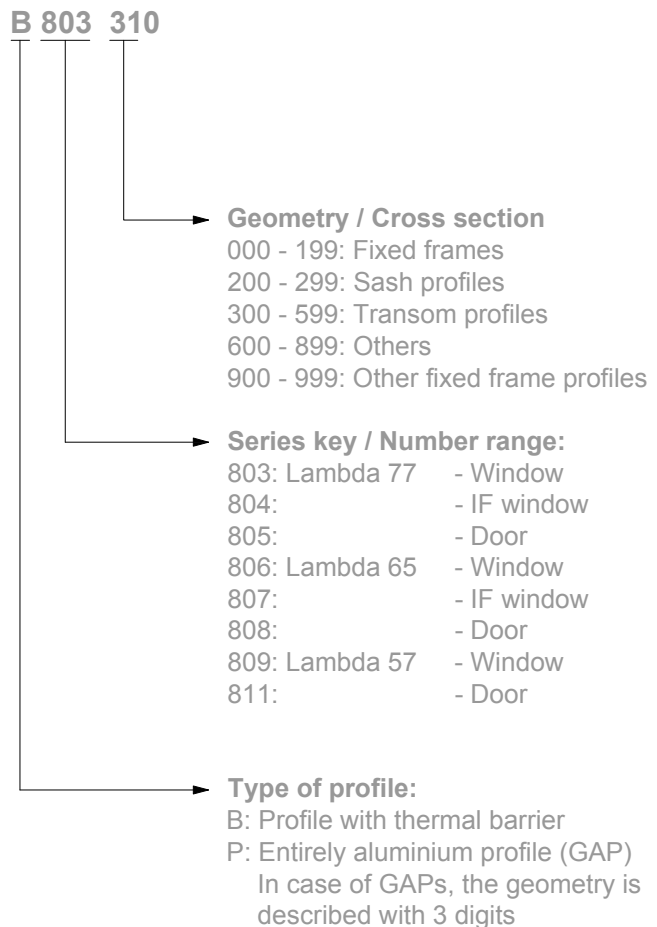 B 803 310
Geometry / Cross section
000 - 199: Fixed frames
200 - 299: Sash profiles
300 - 599: Transom profiles
600 - 899: Others
900 - 999: Other fixed frame profiles
Series key / Number range:
803: Lambda 77 - Window
804: - IF window
805: - Door
806: Lambda 65 - Window
807: - IF window
808: - Door
809: Lambda 57 - Window
811: - Door
Type of profile:
B: Profile with thermal barrier
P: Entirely aluminium profile (GAP)
In case of GAPs, the geometry is
described with 3 digits